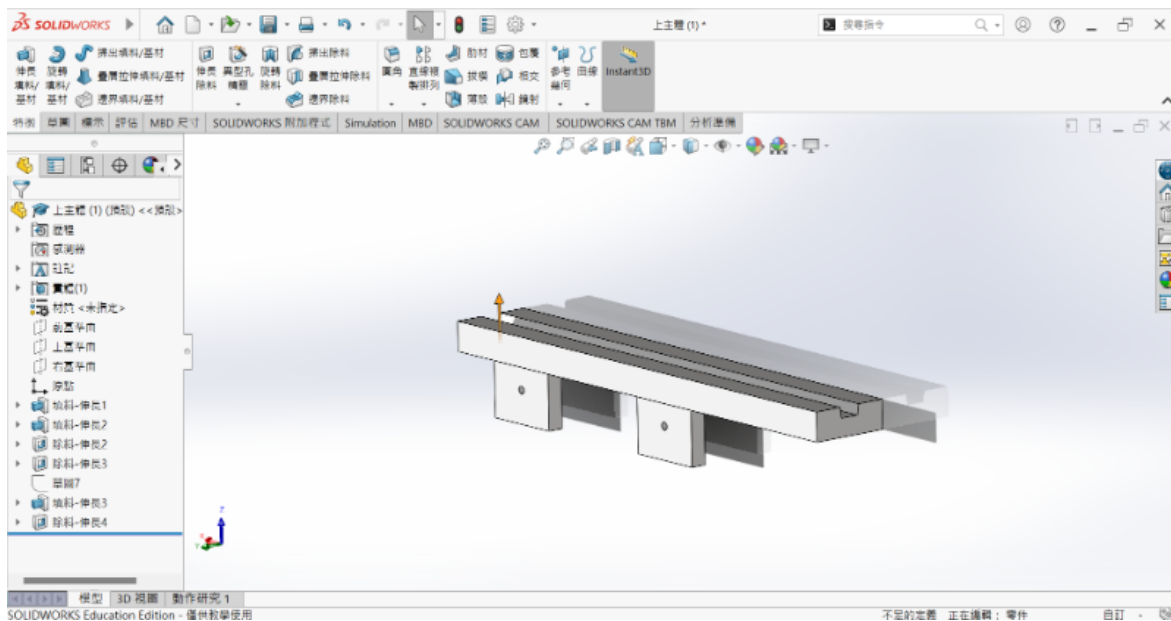 SOLIDWORKS
上主體 (1) *
搜尋指令
伸長填料/基材
旋轉填料/基材
掃出填料/基材
疊層拉伸填料/基材
邊界填料/基材
伸長除料
異型孔精靈
旋轉除料
掃出除料
疊層拉伸除料
邊界除料
圓角
直線複製排列
肋材
拔模
薄殼
包覆
相交
鏡射
參考幾何
曲線
Instant3D
特徵 草圖 標示 評估 MBD 尺寸 SOLIDWORKS 附加程式 Simulation MBD SOLIDWORKS CAM SOLIDWORKS CAM TBM 分析準備
上主體 (1) (預設) <<預設>
歷程
感測器
註記
實體(1)
材質 <未指定>
前基準面
上基準面
右基準面
原點
填料-伸長1
填料-伸長2
除料-伸長2
除料-伸長3
草圖7
填料-伸長3
除料-伸長4
模型 3D 視圖 動作研究 1
SOLIDWORKS Education Edition - 僅供教學使用 不足的定義 正在編輯： 零件 自訂